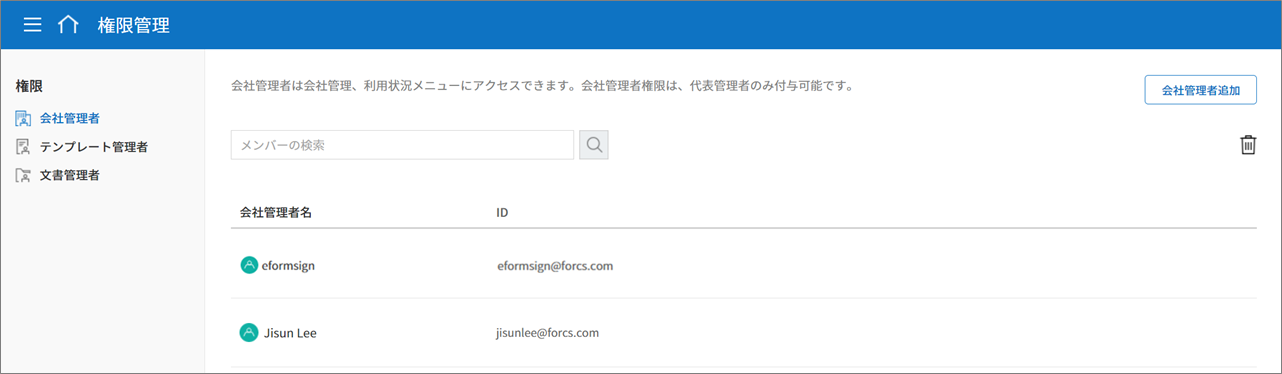 権限管理
権限
会社管理者
テンプレート管理者
文書管理者
会社管理者は会社管理、利用状況メニューにアクセスできます。会社管理者権限は、代表管理者のみ付与可能です。
会社管理者追加
メンバーの検索
会社管理者名 ID
eformsign eformsign@forcs.com
Jisun Lee jisunlee@forcs.com